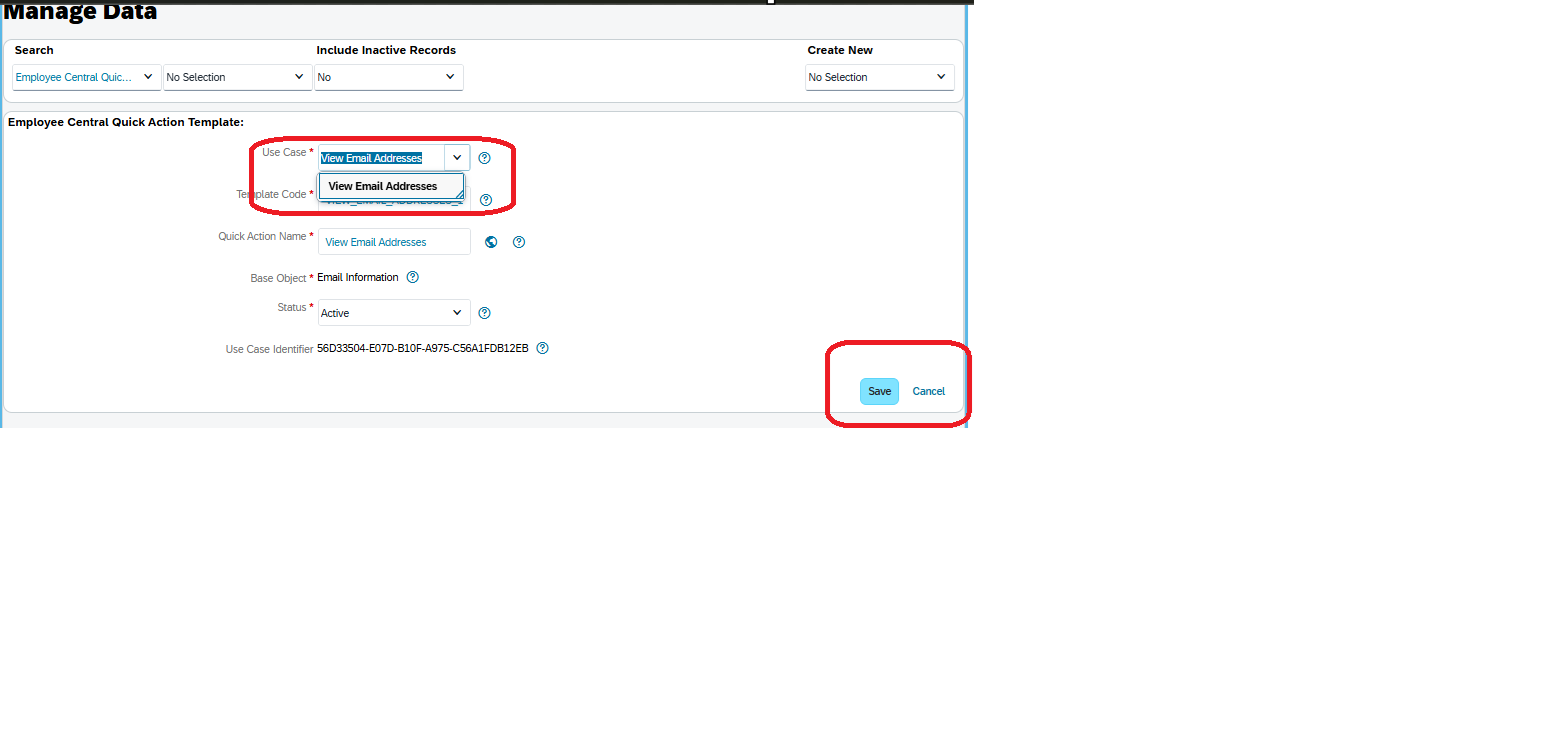 Manage Data
Search
Include Inactive Records
Create New
Employee Central Quic...
No Selection
No
No Selection
Employee Central Quick Action Template:
Use Case *
View Email Addresses
View Email Addresses
Template Code *
Quick Action Name *
View Email Addresses
Base Object *
Email Information
Status *
Active
Use Case Identifier
56D33504-E07D-B10F-A975-C56A1FDB12EB
Save
Cancel